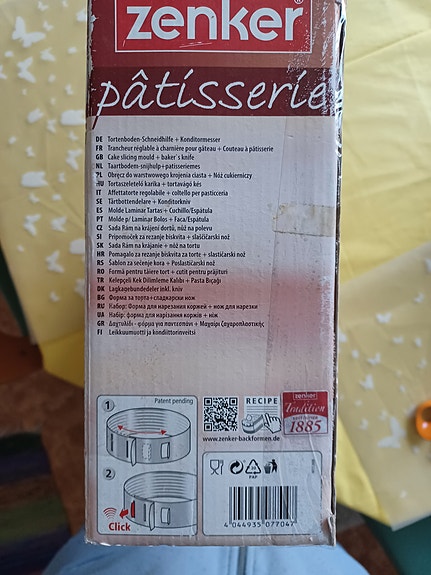 zenker®
pâtisserie
DE Tortenboden-Schneidhilfe + Konditormesser
FR Trancheur réglable à charnière pour gâteau + Couteau à pâtisserie
GB Cake slicing mould + baker´s knife
NL Taartbodem-snijhulp+patisseriemes
PL Obręcz do warstwowego krojenia ciasta + Nóż cukierniczy
HU Tortaszeletelő karika + tortavágó kés
IT Affettatorte regolabile + coltello per pasticceria
SE Tårtbottendelare + Konditorkniv
ES Molde Laminar Tartas+ Cuchillo/Espátula
PT Molde p/ Laminar Bolos + Faca/Espátula
CZ Sada Rám na krájení dortů, nůž na polevu
SI Pripomoček za rezanje biskvita + slaščičarski nož
SK Sada Rám na krájanie + nôž na tortu
HR Pomagalo za rezanje biskvita + slastičarski nož
RS Šablon za sečenje kora + Poslastičarski nož
RO Formă pentru tăiere tort + cutit pentru prăjituri
TR Kelepçeli Kek Dilimleme Kalıbı + Pasta Bıçağı
DK Lagkagebundedeler inkl. kniv
BG Форма за торта+сладкарски нож
RU Набор: Форма для нарезания коржей + нож для нарезки
UA Набір: форма для нарізання коржів + ніж
GR Δαχτυλίδι - φόρμα για παντεσπάνι + Μαχαίρι ζαχαροπλαστικής
FI Leikkuumuotti ja kondiittorinveitsi
1
Patent pending
2
Click
RECIPE
www.zenker-backformen.de
zenker
Tradition
seit/since
1885
PAP
4 044935 077047